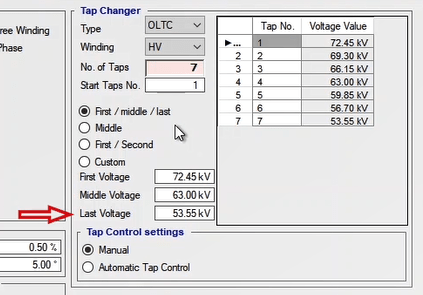 Tap Changer
ree Winding
Phase
Type OLTC
Winding HV
No. of Taps 7
Start Taps No. 1
First / middle / last
Middle
First / Second
Custom
First Voltage 72.45 kV
Middle Voltage 63.00 kV
Last Voltage 53.55 kV
Tap No. Voltage Value
... 1 72.45 kV
2 2 69.30 kV
3 3 66.15 kV
4 4 63.00 kV
5 5 59.85 kV
6 6 56.70 kV
7 7 53.55 kV
0.50 %
5.00 °
Tap Control settings
Manual
Automatic Tap Control